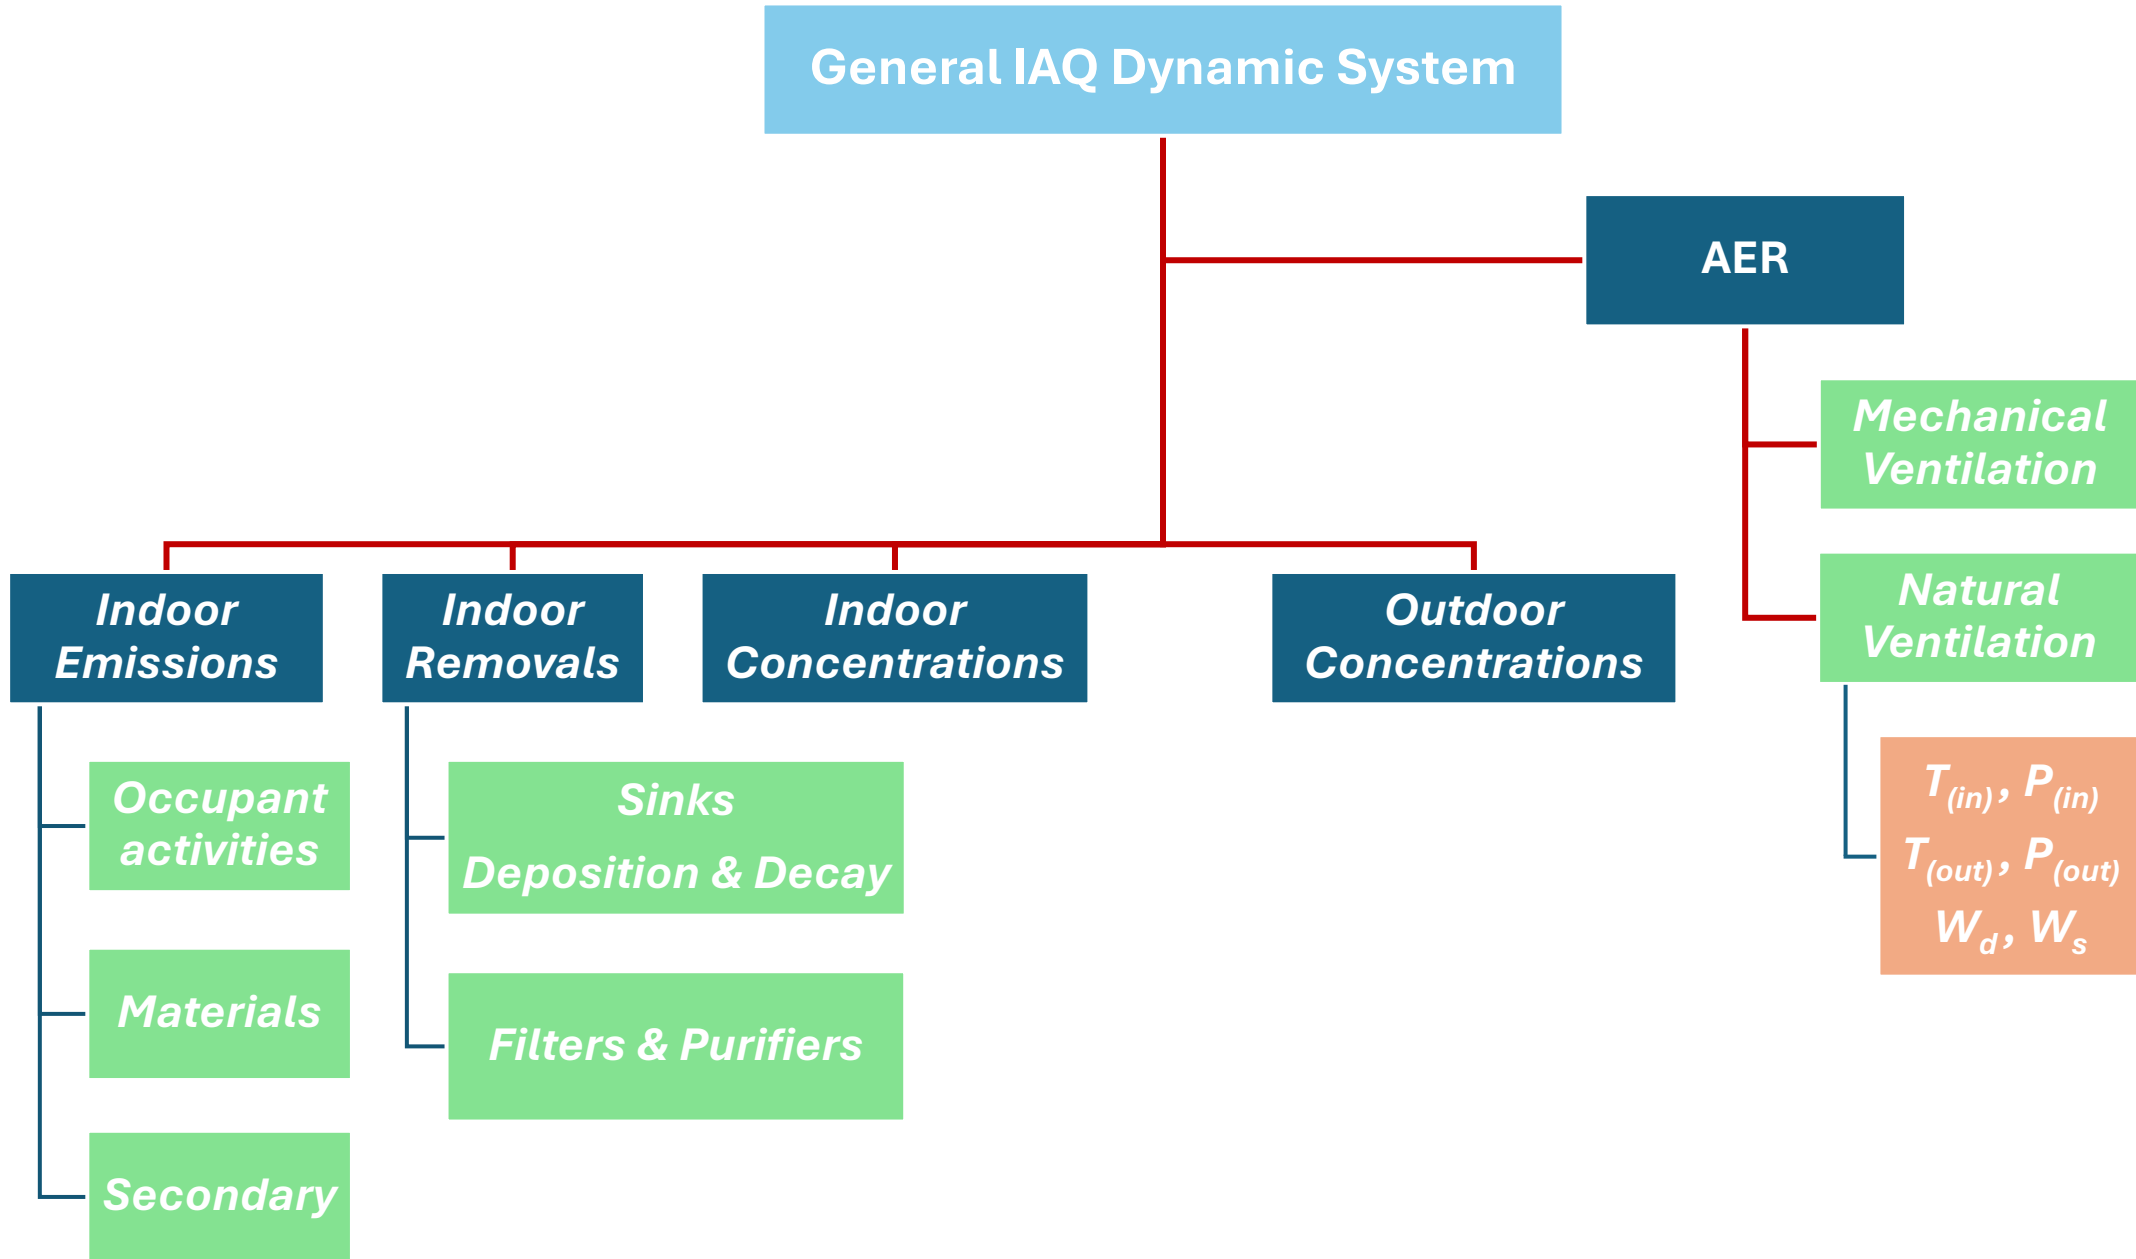 General IAQ Dynamic System
AER
Mechanical
Ventilation
Natural
Ventilation
T(in), P(in)
T(out), P(out)
Wd, Ws
Indoor
Emissions
Indoor
Removals
Indoor
Concentrations
Outdoor
Concentrations
Occupant
activities
Materials
Secondary
Sinks
Deposition & Decay
Filters & Purifiers